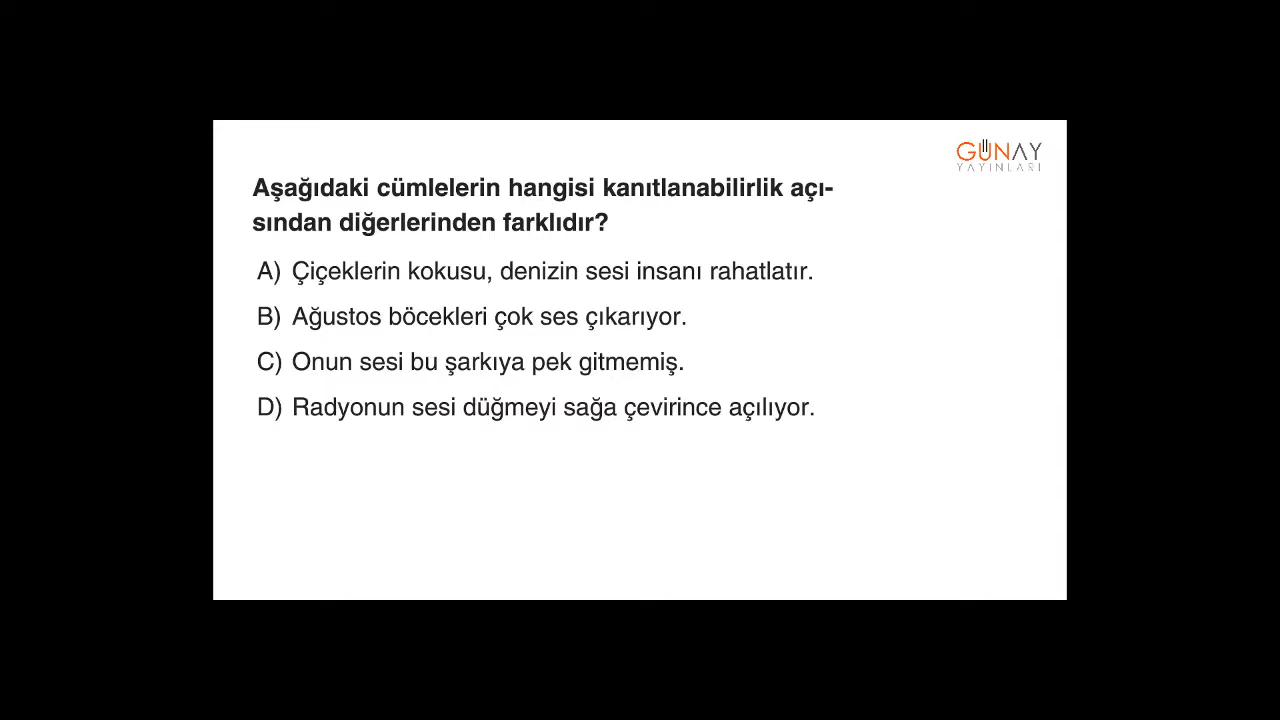 GÜNAY
YAYINLARI
Aşağıdaki cümlelerin hangisi kanıtlanabilirlik açı-
sından diğerlerinden farklıdır?
A) Çiçeklerin kokusu, denizin sesi insanı rahatlatır.
B) Ağustos böcekleri çok ses çıkarıyor.
C) Onun sesi bu şarkıya pek gitmemiş.
D) Radyonun sesi düğmeyi sağa çevirince açılıyor.